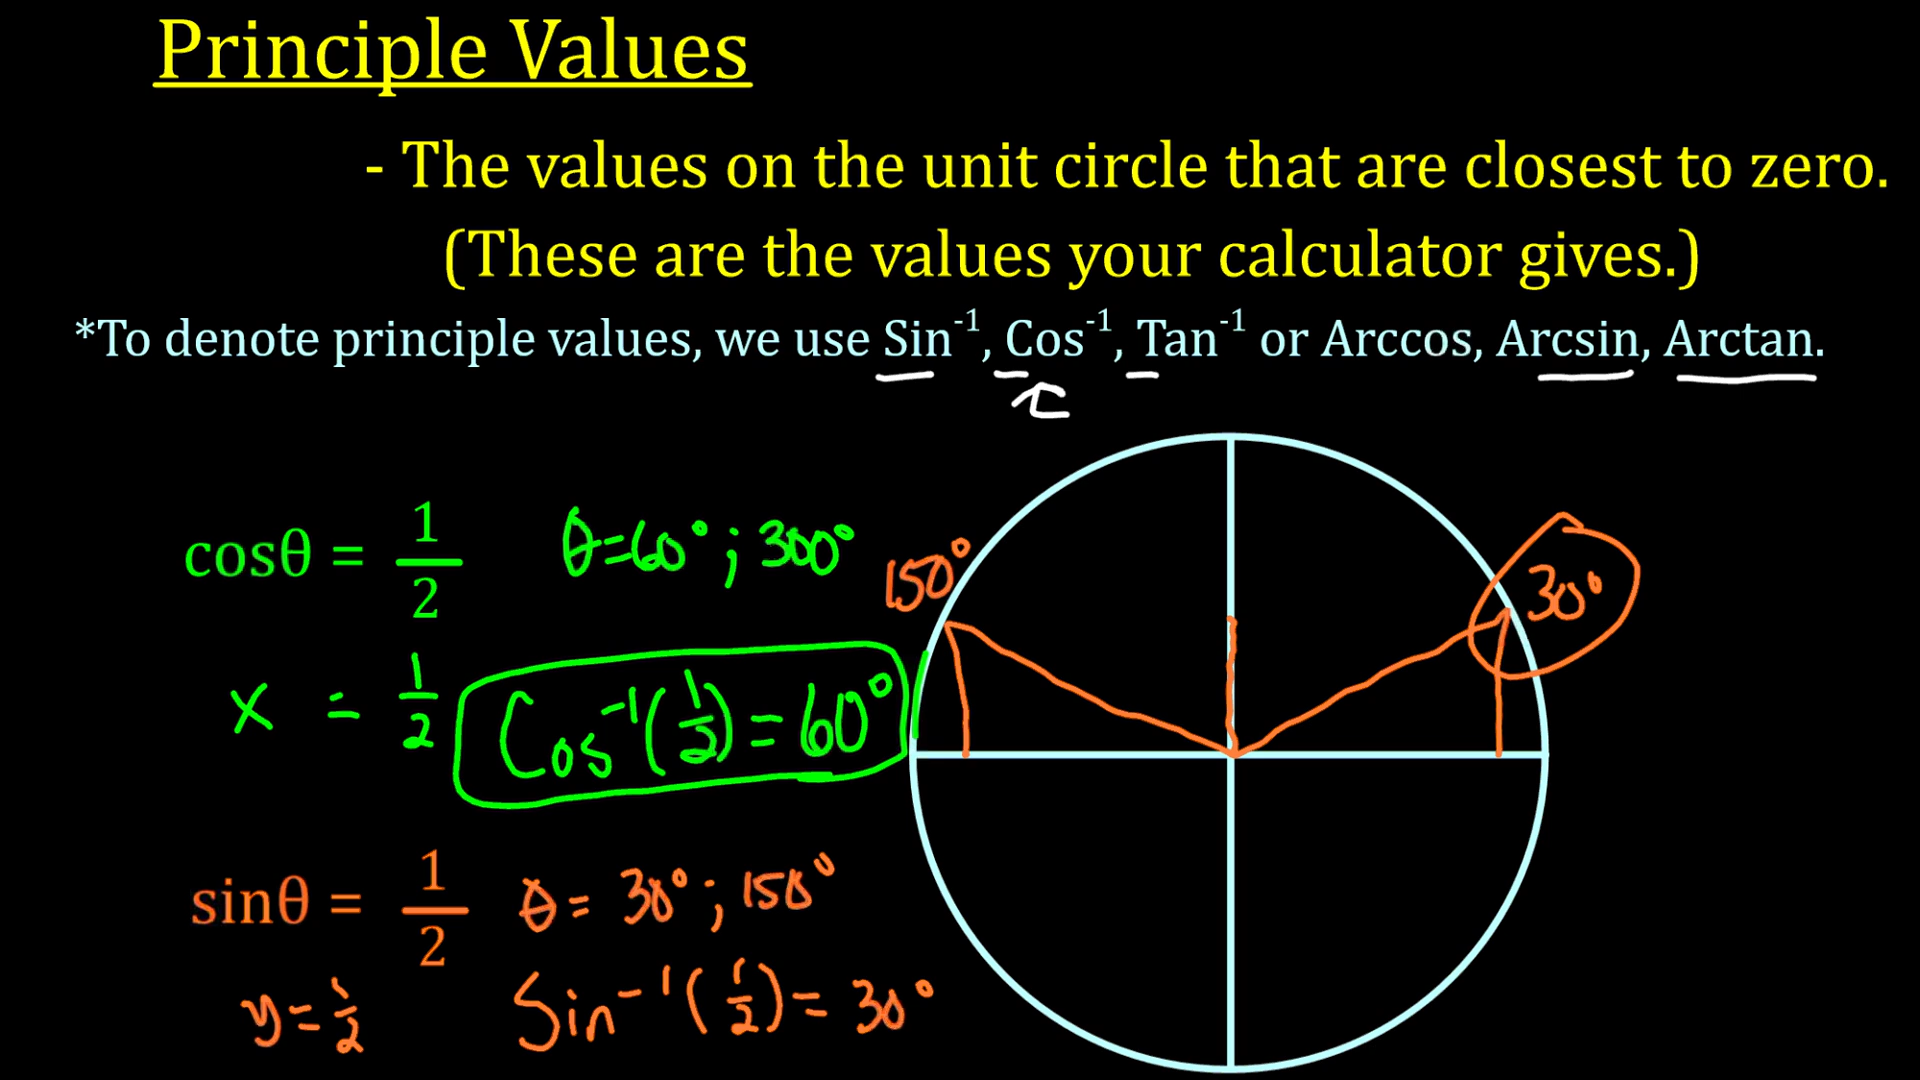 Principle Values
- The values on the unit circle that are closest to zero.
(These are the values your calculator gives.)
*To denote principle values, we use Sin⁻¹, Cos⁻¹, Tan⁻¹ or Arccos, Arcsin, Arctan.
cosθ = 1/2 θ=60°; 300°
150°
30°
x = 1/2 Cos⁻¹(1/2)=60°
sinθ = 1/2 θ= 30°; 150°
y=1/2 Sin⁻¹(1/2)= 30°